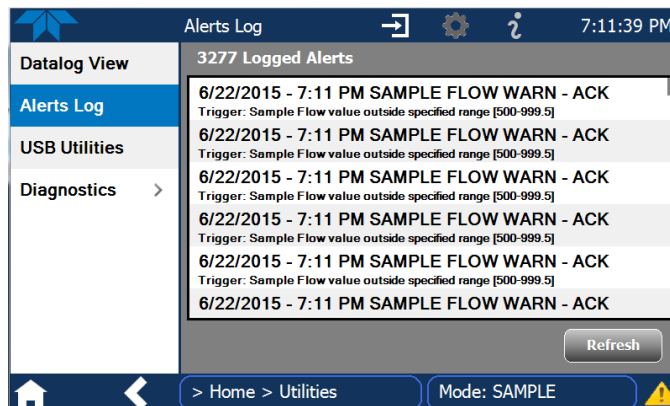 Alerts Log
7:11:39 PM
Datalog View
Alerts Log
USB Utilities
Diagnostics >
3277 Logged Alerts
6/22/2015 - 7:11 PM SAMPLE FLOW WARN - ACK
Trigger: Sample Flow value outside specified range [500-999.5]
6/22/2015 - 7:11 PM SAMPLE FLOW WARN - ACK
Trigger: Sample Flow value outside specified range [500-999.5]
6/22/2015 - 7:11 PM SAMPLE FLOW WARN - ACK
Trigger: Sample Flow value outside specified range [500-999.5]
6/22/2015 - 7:11 PM SAMPLE FLOW WARN - ACK
Trigger: Sample Flow value outside specified range [500-999.5]
6/22/2015 - 7:11 PM SAMPLE FLOW WARN - ACK
Trigger: Sample Flow value outside specified range [500-999.5]
6/22/2015 - 7:11 PM SAMPLE FLOW WARN - ACK
Refresh
> Home > Utilities
Mode: SAMPLE